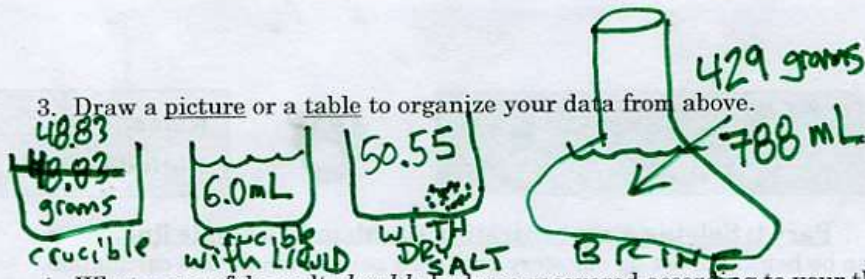 429 grams
3. Draw a picture or a table to organize your data from above.
788 mL
48.83
48.83
grams
crucible
6.0mL
crucible
with LIQUID
50.55
WITH
DRY
SALT
BRINE